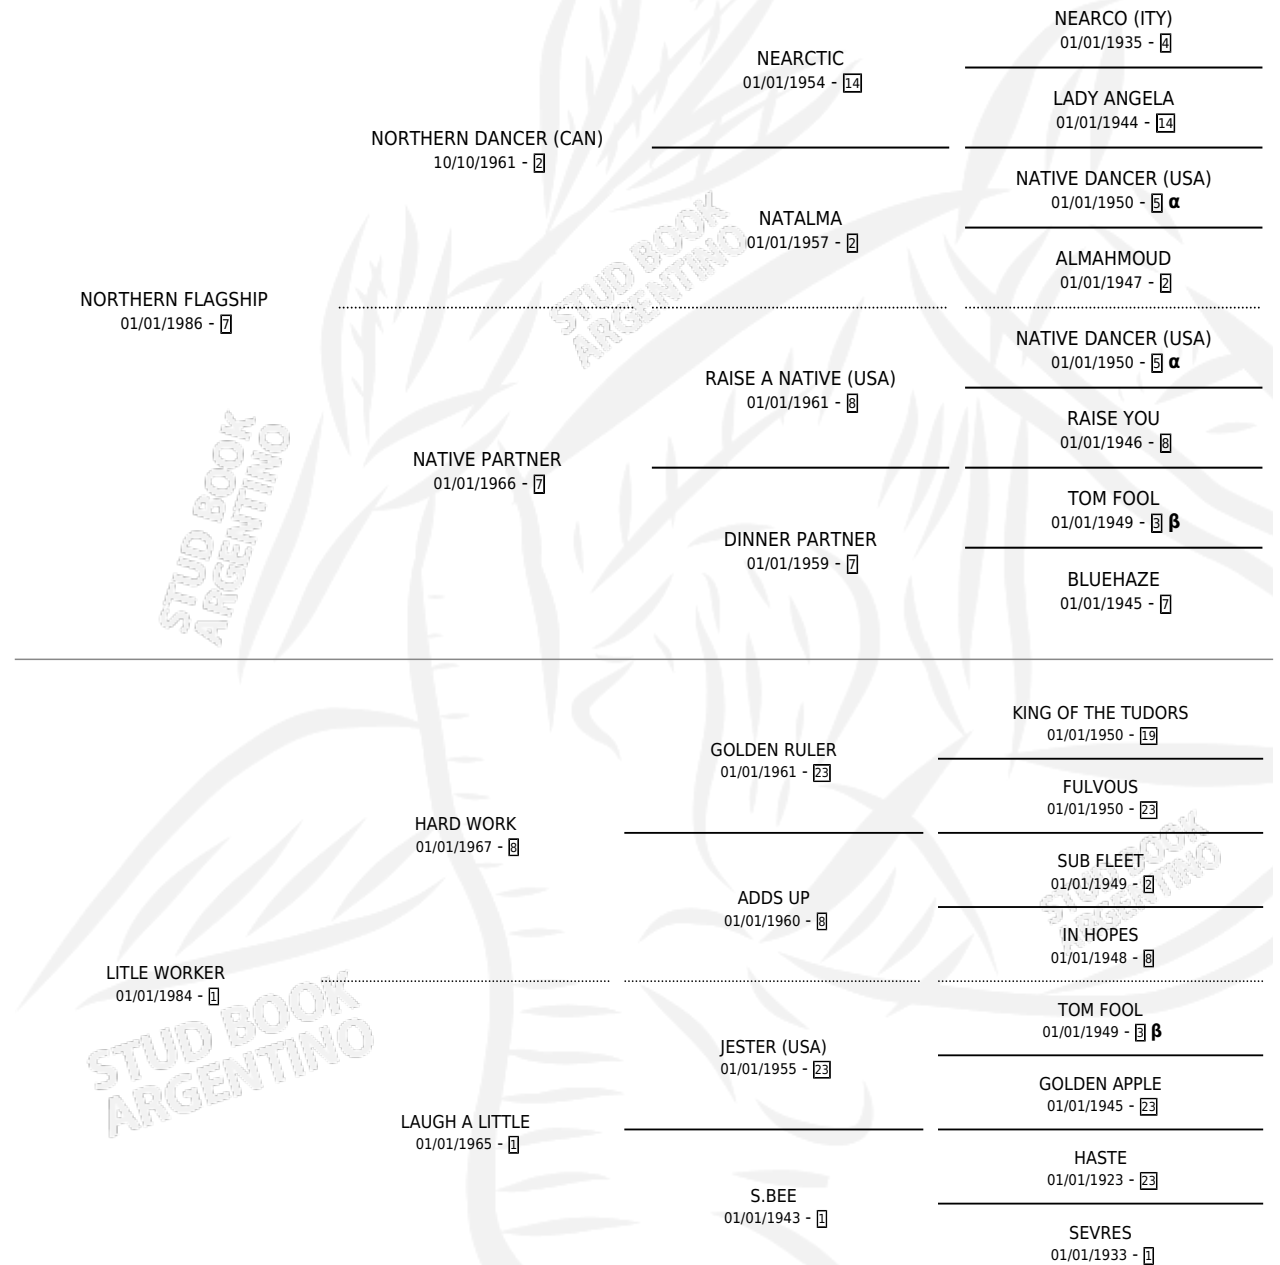 NEARCO (ITY)
01/01/1935 - 4
NEARCTIC
01/01/1954 - 14
LADY ANGELA
01/01/1944 - 14
NORTHERN DANCER (CAN)
10/10/1961 - 2
NATIVE DANCER (USA)
01/01/1950 - 5 α
NATALMA
01/01/1957 - 2
ALMAHMOUD
01/01/1947 - 2
STUD BOOK
ARGENTINO
NORTHERN FLAGSHIP
01/01/1986 - 7
NATIVE DANCER (USA)
01/01/1950 - 5 α
RAISE A NATIVE (USA)
01/01/1961 - 8
RAISE YOU
01/01/1946 - 8
NATIVE PARTNER
01/01/1966 - 7
TOM FOOL
01/01/1949 - 3 β
DINNER PARTNER
01/01/1959 - 7
BLUEHAZE
01/01/1945 - 7
STUD BOOK
ARGENTINO
KING OF THE TUDORS
01/01/1950 - 19
GOLDEN RULER
01/01/1961 - 23
FULVOUS
01/01/1950 - 23
HARD WORK
01/01/1967 - 8
SUB FLEET
01/01/1949 - 2
ADDS UP
01/01/1960 - 8
IN HOPES
01/01/1948 - 8
STUD BOOK
ARGENTINO
LITLE WORKER
01/01/1984 - 1
TOM FOOL
01/01/1949 - 3 β
JESTER (USA)
01/01/1955 - 23
GOLDEN APPLE
01/01/1945 - 23
STUD BOOK
ARGENTINO
LAUGH A LITTLE
01/01/1965 - 1
HASTE
01/01/1923 - 23
S.BEE
01/01/1943 - 1
SEVRES
01/01/1933 - 1